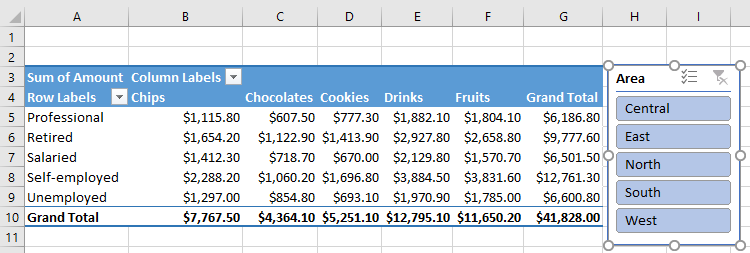 A B C D E F G H I
1
2
3 Sum of Amount Column Labels Area
4 Row Labels Chips Chocolates Cookies Drinks Fruits Grand Total
Central
5 Professional $1,115.80 $607.50 $777.30 $1,882.10 $1,804.10 $6,186.80
6 Retired $1,654.20 $1,122.90 $1,413.90 $2,927.80 $2,658.80 $9,777.60 East
7 Salaried $1,412.30 $718.70 $670.00 $2,129.80 $1,570.70 $6,501.50 North
8 Self-employed $2,288.20 $1,060.20 $1,696.80 $3,884.50 $3,831.60 $12,761.30
South
9 Unemployed $1,297.00 $854.80 $693.10 $1,970.90 $1,785.00 $6,600.80
10 Grand Total $7,767.50 $4,364.10 $5,251.10 $12,795.10 $11,650.20 $41,828.00 West
11